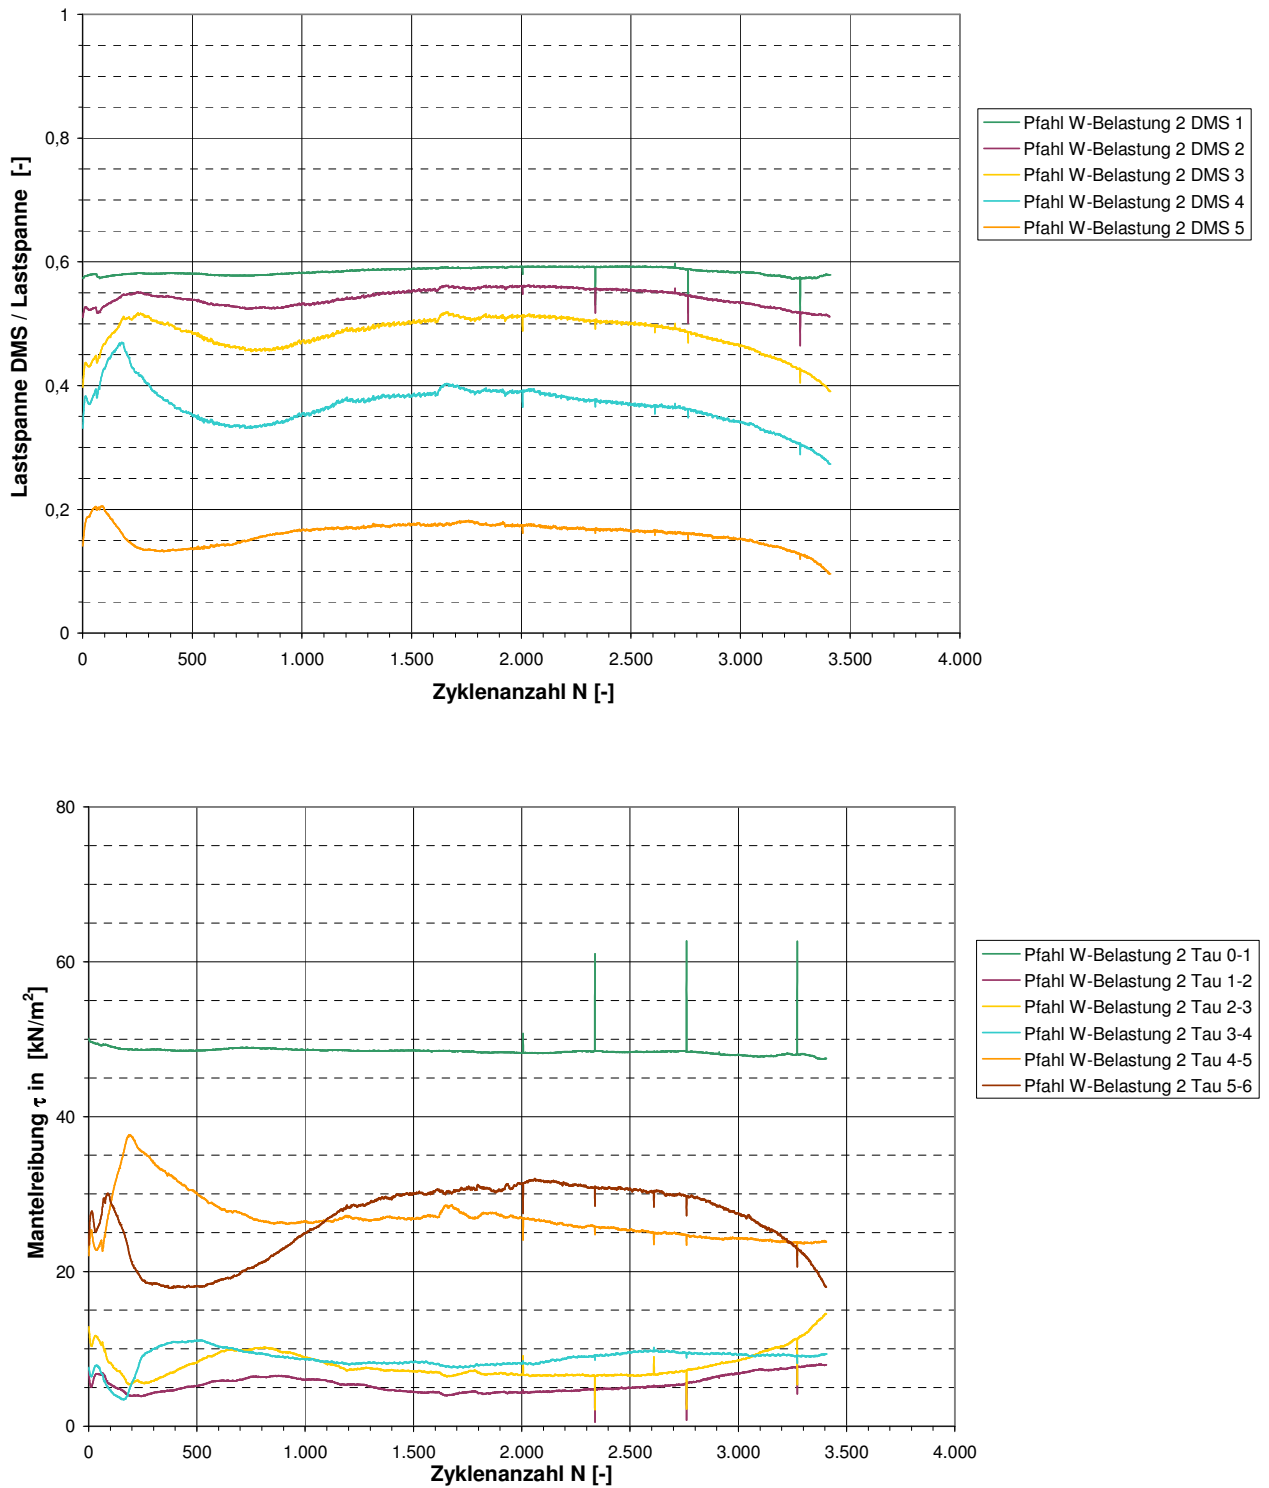 Lastspanne DMS / Lastspanne [-]
1
0,8
0,6
0,4
0,2
0
0 500 1.000 1.500 2.000 2.500 3.000 3.500 4.000
Zyklenanzahl N [-]
Pfahl W-Belastung 2 DMS 1
Pfahl W-Belastung 2 DMS 2
Pfahl W-Belastung 2 DMS 3
Pfahl W-Belastung 2 DMS 4
Pfahl W-Belastung 2 DMS 5
Mantelreibung τ in [kN/m²]
80
60
40
20
0
0 500 1.000 1.500 2.000 2.500 3.000 3.500 4.000
Zyklenanzahl N [-]
Pfahl W-Belastung 2 Tau 0-1
Pfahl W-Belastung 2 Tau 1-2
Pfahl W-Belastung 2 Tau 2-3
Pfahl W-Belastung 2 Tau 3-4
Pfahl W-Belastung 2 Tau 4-5
Pfahl W-Belastung 2 Tau 5-6